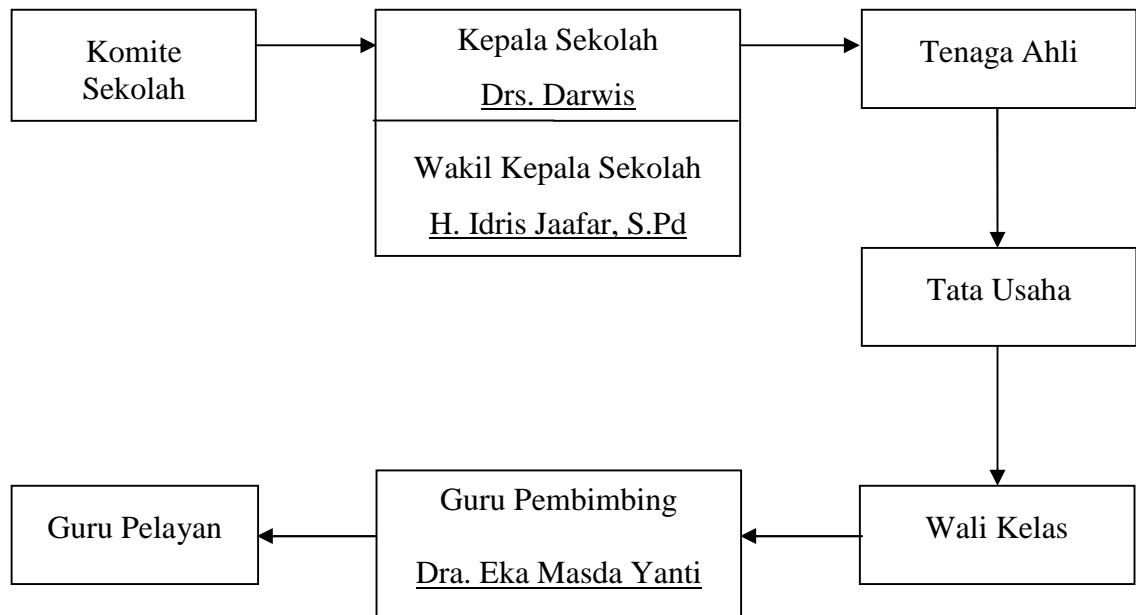 Komite
Sekolah
Kepala Sekolah
Drs. Darwis
Wakil Kepala Sekolah
H. Idris Jaafar, S.Pd
Tenaga Ahli
Tata Usaha
Wali Kelas
Guru Pembimbing
Dra. Eka Masda Yanti
Guru Pelayan